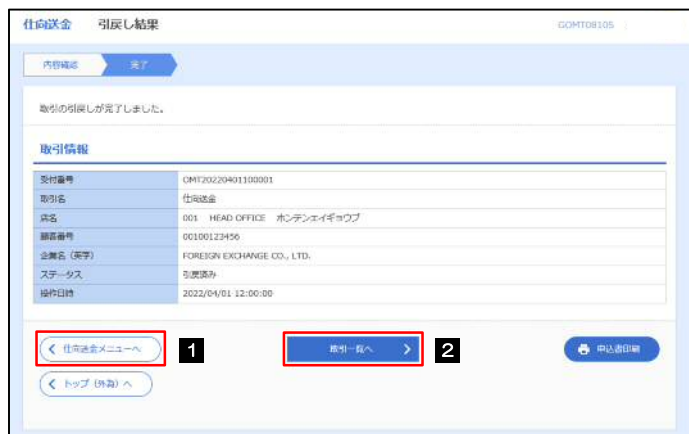 仕向送金 引戻し結果 GOMT08105
内容確認 完了
取引の引戻しが完了しました。
取引情報
受付番号 OMT20220401100001
取引名 仕向送金
店名 001 HEAD OFFICE ホンテンエイギョウブ
顧客番号 00100123456
企業名（英字） FOREIGN EXCHANGE CO., LTD.
ステータス 引戻済み
操作日時 2022/04/01 12:00:00
仕向送金メニューへ 1 取引一覧へ 2 申込書印刷
トップ（外為）へ